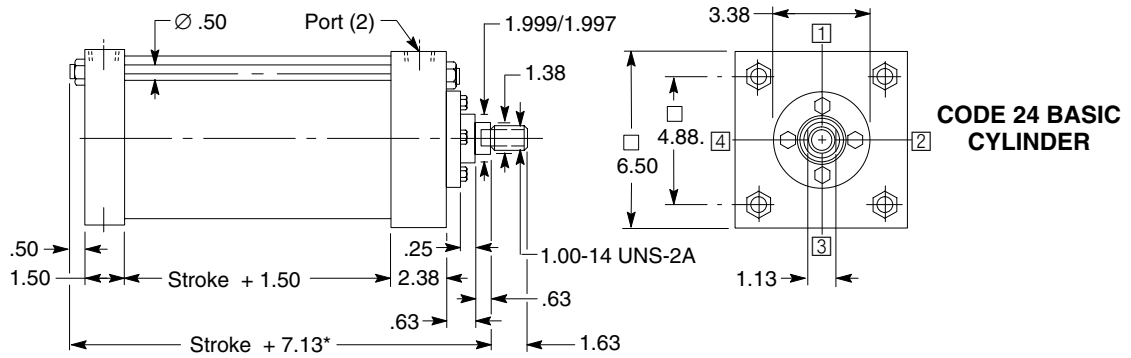 Ø .50
Port (2)
1.999/1.997
1.38
.50
1.50
Stroke + 1.50
2.38
.25
1.00-14 UNS-2A
.63
.63
Stroke + 7.13*
1.63
3.38
1
4.88.
6.50
4
2
3
1.13
CODE 24 BASIC
CYLINDER